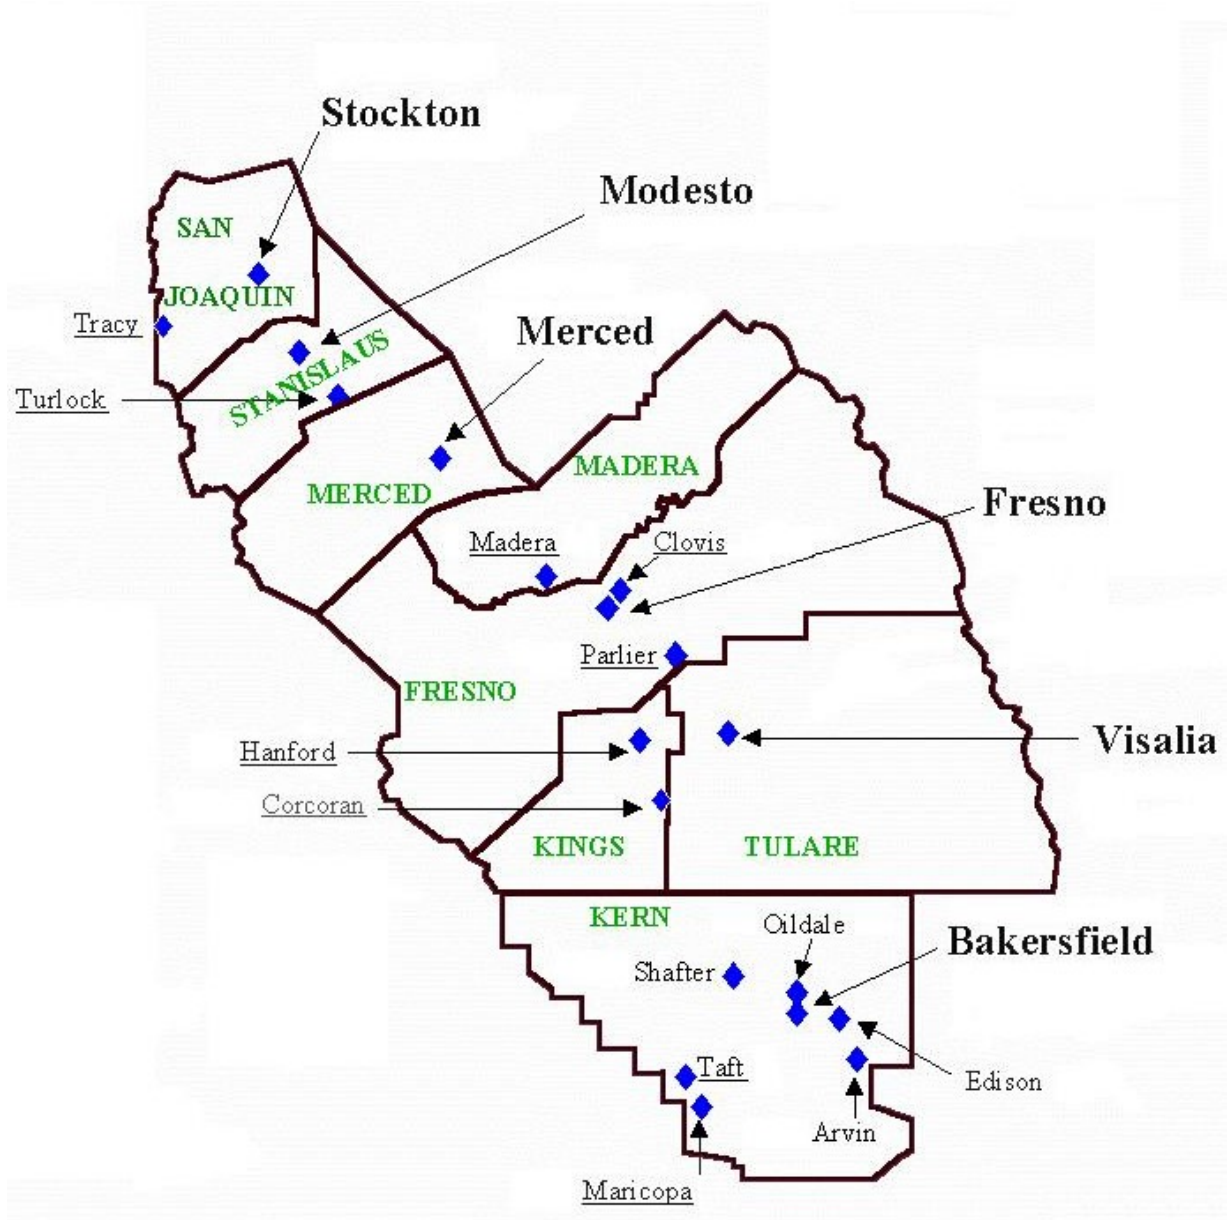 Stockton
Modesto
SAN
JOAQUIN
Tracy
Merced
STANISLAUS
Turlock
MADERA
MERCED
Fresno
Madera
Clovis
Parlier
FRESNO
Hanford
Visalia
Corcoran
KINGS
TULARE
KERN
Oildale
Bakersfield
Shafter
Taft
Edison
Arvin
Maricopa